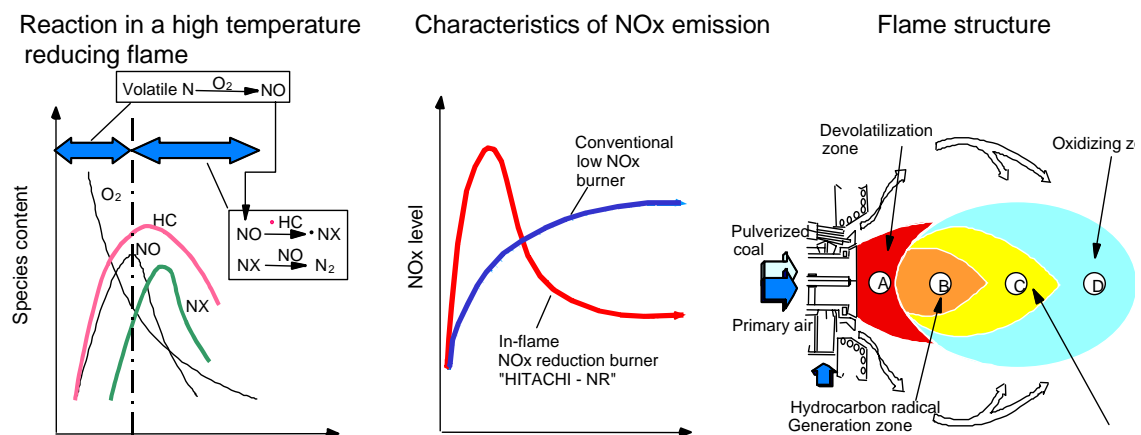 Reaction in a high temperature
reducing flame
Volatile N O2 NO
O2
HC
NO
NX
HC
NO NX
NO
NX N2
Species content
Characteristics of NOx emission
Conventional
low NOx
burner
In-flame
NOx reduction burner
"HITACHI - NR"
NOx level
Flame structure
Devolatilization
zone
Oxidizing z
Pulverized
coal
Primary air
A
B
C
D
Hydrocarbon radical
Generation zone